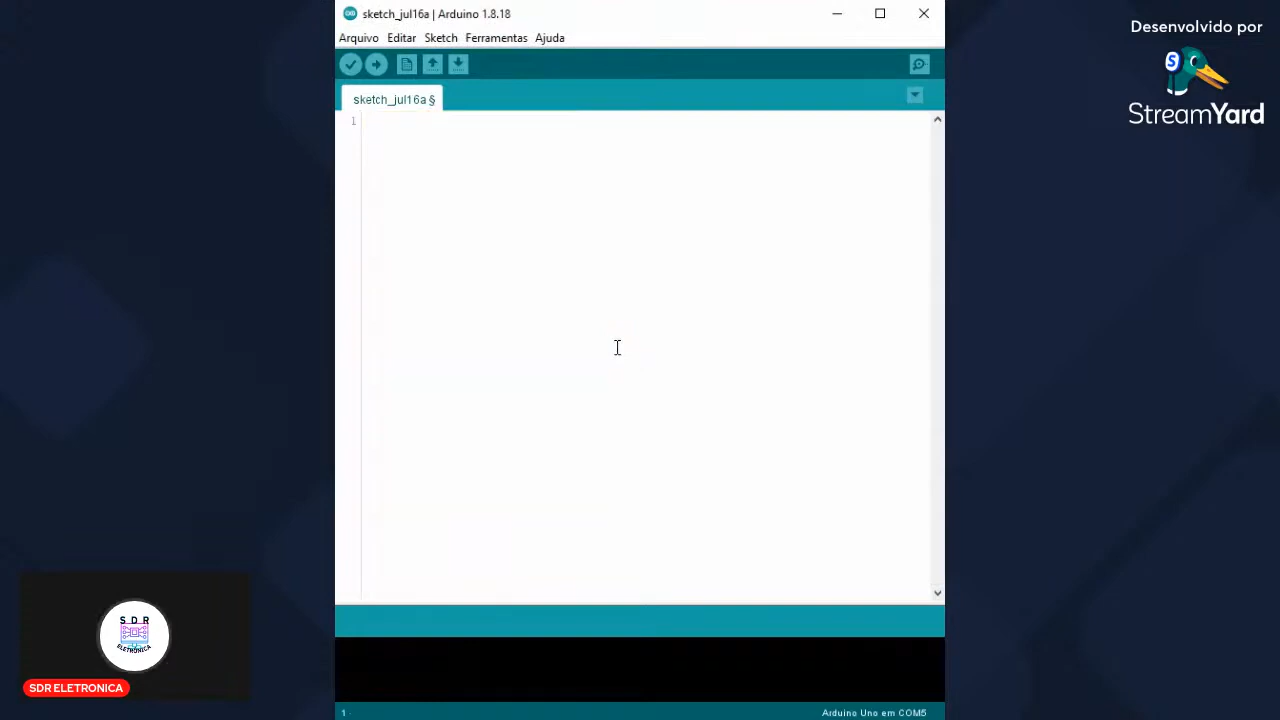 sketch_jul16a | Arduino 1.8.18
Desenvolvido por
StreamYard
Arquivo Editar Sketch Ferramentas Ajuda
sketch_jul16a §
1
S D R
ELETRONICA
SDR ELETRONICA
1
Arduino Uno em COM5